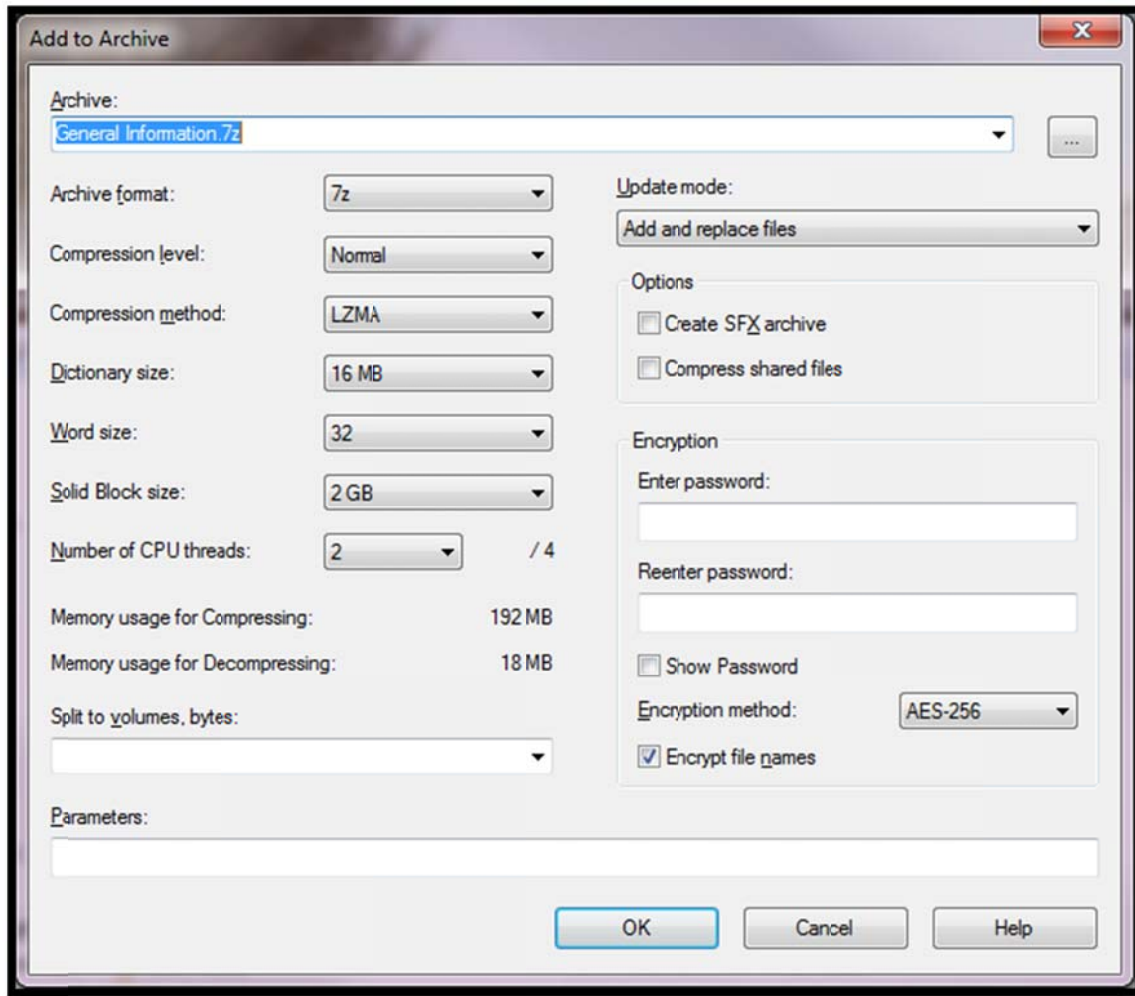 Add to Archive
Archive:
General Information.7z
...
Archive format:
7z
Compression level:
Normal
Compression method:
LZMA
Dictionary size:
16 MB
Word size:
32
Solid Block size:
2 GB
Number of CPU threads:
2
/ 4
Memory usage for Compressing:
192 MB
Memory usage for Decompressing:
18 MB
Split to volumes, bytes:
Update mode:
Add and replace files
Options
Create SFX archive
Compress shared files
Encryption
Enter password:
Reenter password:
Show Password
Encryption method:
AES-256
Encrypt file names
Parameters:
OK
Cancel
Help